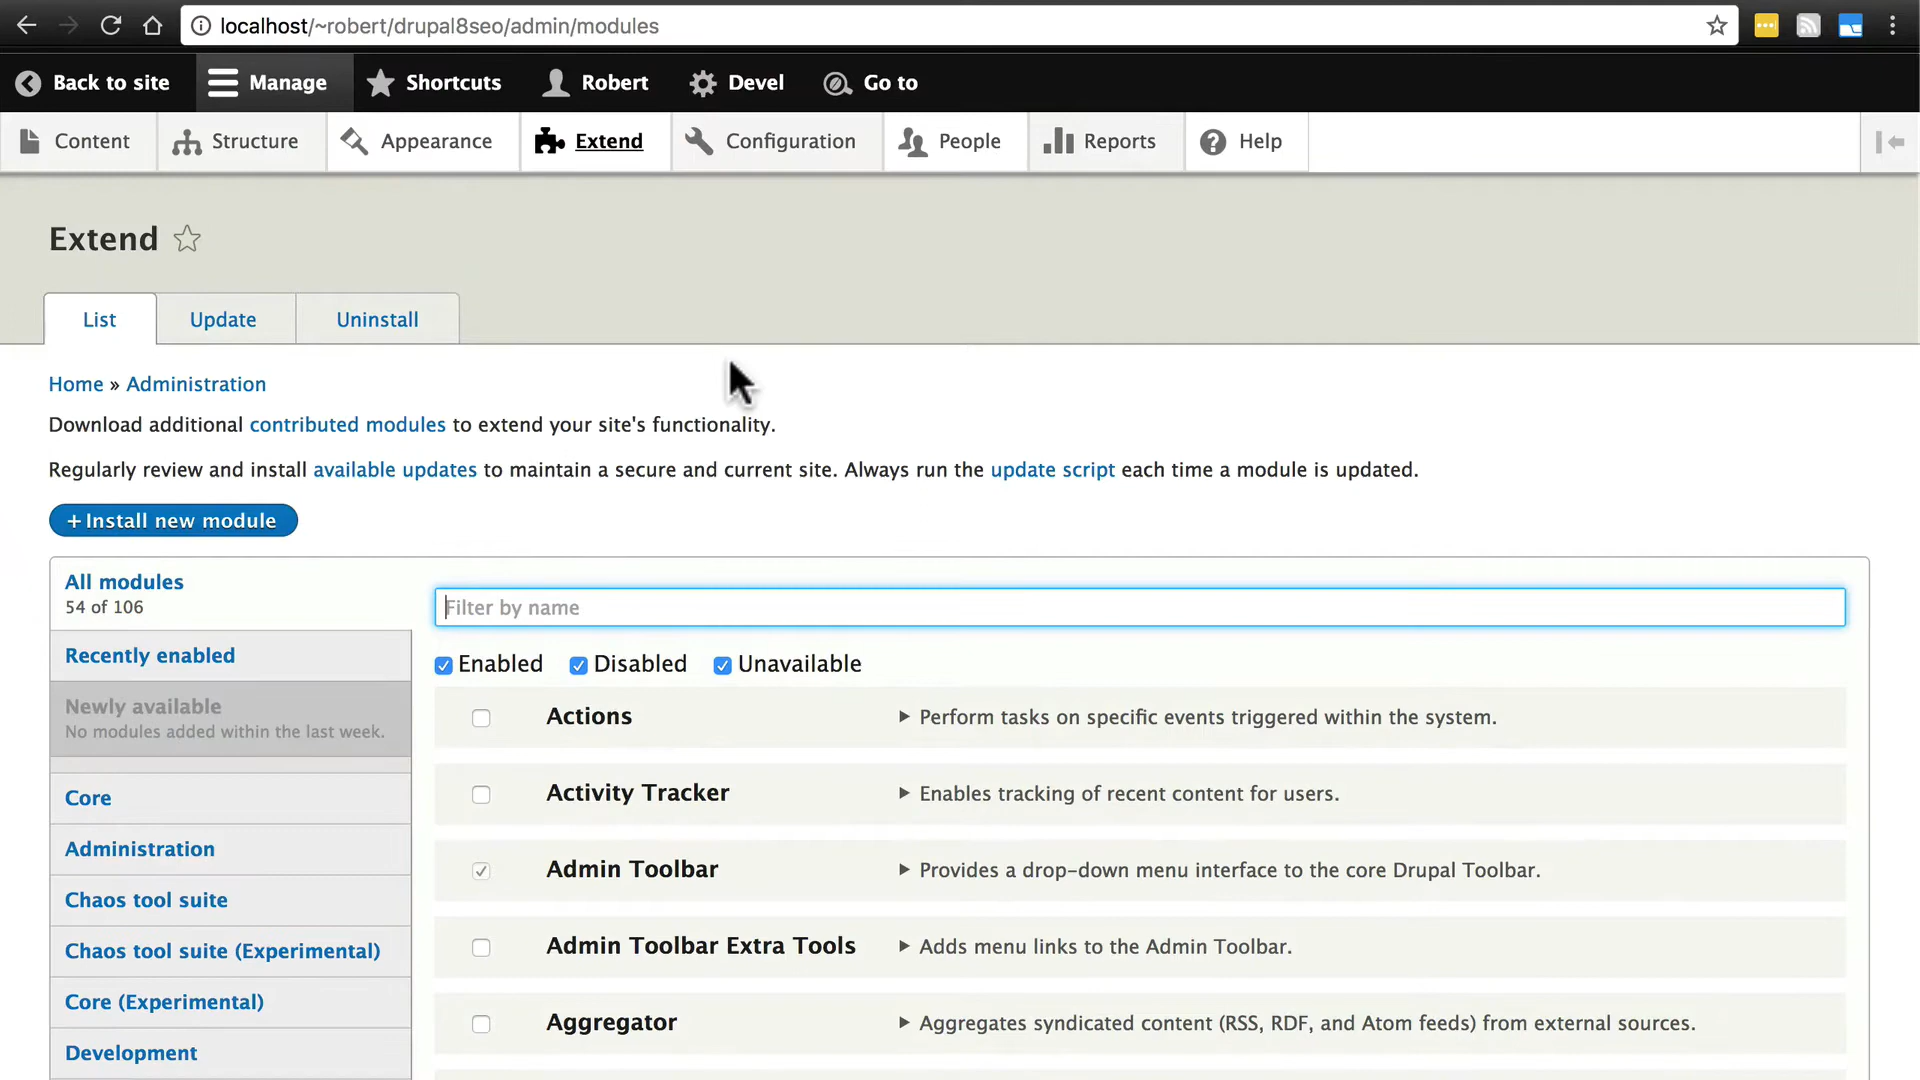 localhost/~robert/drupal8seo/admin/modules
Back to site Manage Shortcuts Robert Devel Go to
Content Structure Appearance Extend Configuration People Reports Help
Extend
List Update Uninstall
Home » Administration
Download additional contributed modules to extend your site's functionality.
Regularly review and install available updates to maintain a secure and current site. Always run the update script each time a module is updated.
+ Install new module
All modules
54 of 106
Recently enabled
Newly available
No modules added within the last week.
Core
Administration
Chaos tool suite
Chaos tool suite (Experimental)
Core (Experimental)
Development
Filter by name
Enabled Disabled Unavailable
Actions Perform tasks on specific events triggered within the system.
Activity Tracker Enables tracking of recent content for users.
Admin Toolbar Provides a drop-down menu interface to the core Drupal Toolbar.
Admin Toolbar Extra Tools Adds menu links to the Admin Toolbar.
Aggregator Aggregates syndicated content (RSS, RDF, and Atom feeds) from external sources.